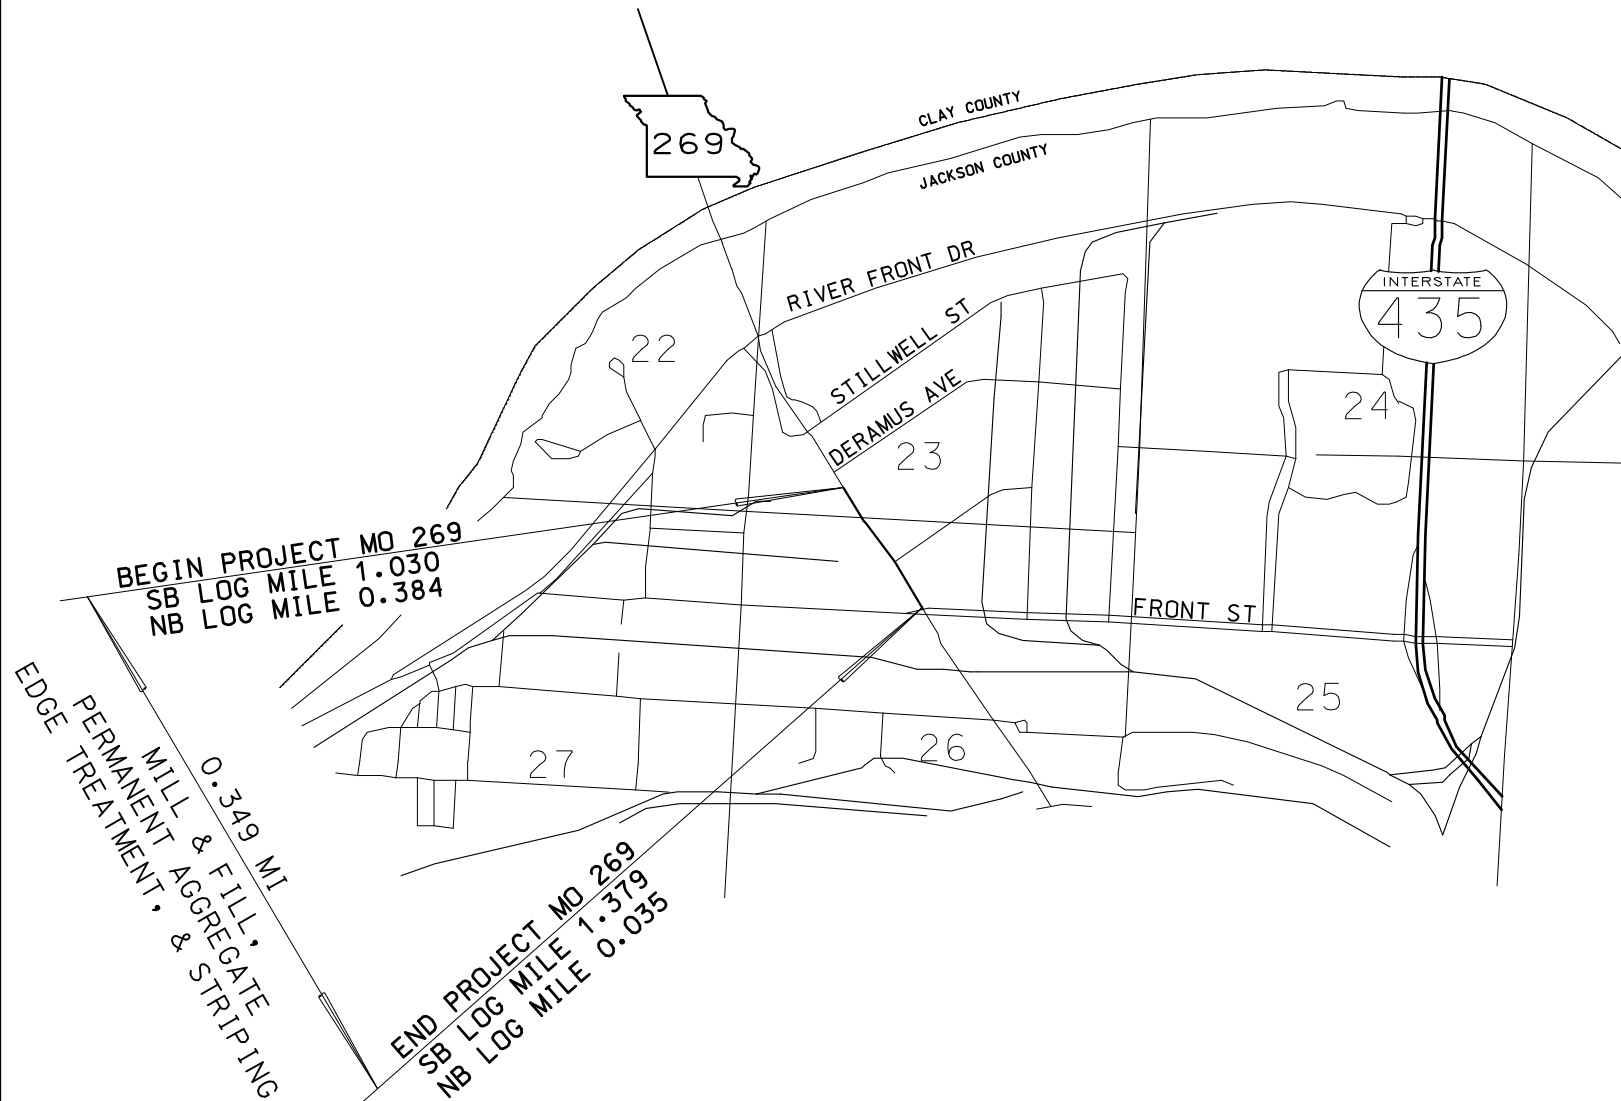 CLAY COUNTY
269
JACKSON COUNTY
RIVER FRONT DR
INTERSTATE
435
STILLWELL ST
22
DERAMUS AVE
24
23
BEGIN PROJECT MO 269
SB LOG MILE 1.030
NB LOG MILE 0.384
FRONT ST
25
26
27
0.349 MI
MILL & FILL,
PERMANENT AGGREGATE
EDGE TREATMENT, & STRIPING
END PROJECT MO 269
SB LOG MILE 1.379
NB LOG MILE 0.035